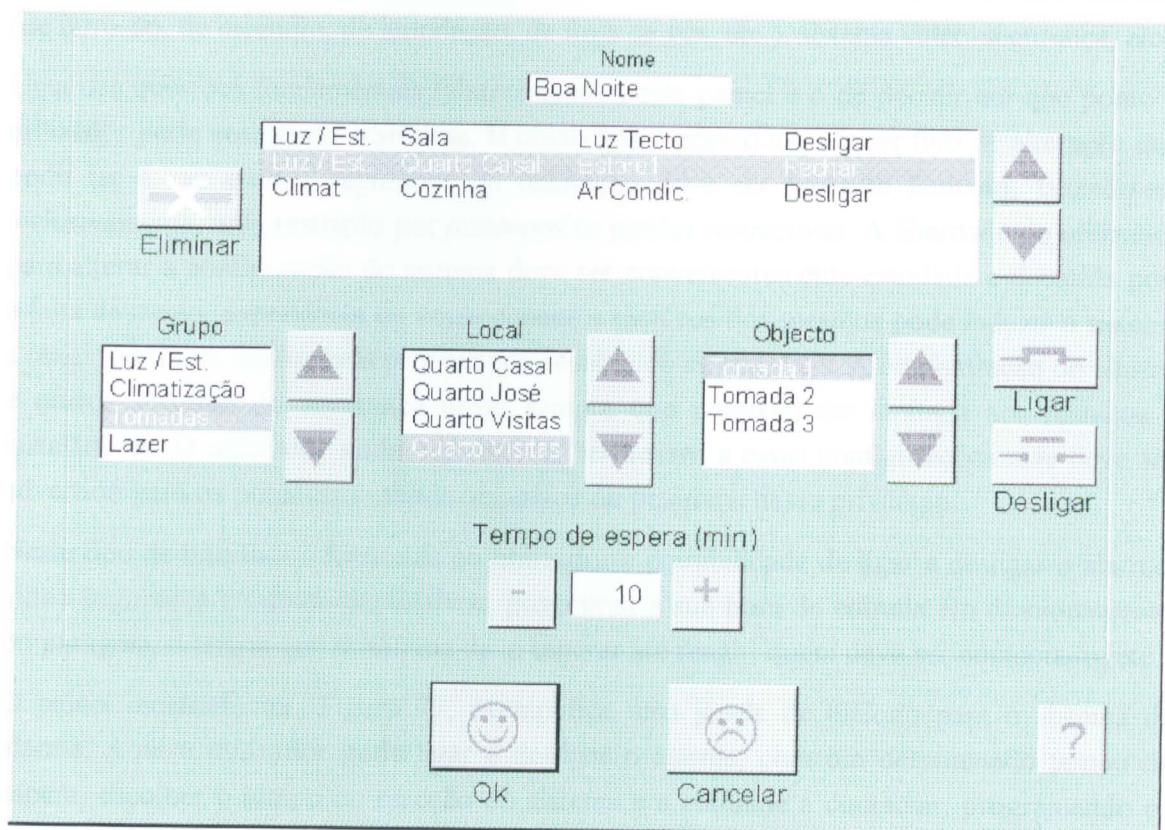 Nome
Boa Noite
Luz / Est. Sala Luz Tecto Desligar
Luz / Est. Quarto Casal Estore1 Fechar
Climat Cozinha Ar Condic. Desligar
Eliminar
Grupo
Luz / Est.
Climatização
Tomadas
Lazer
Local
Quarto Casal
Quarto José
Quarto Visitas
Quarto Visitas
Objecto
Tomada 1
Tomada 2
Tomada 3
Ligar
Desligar
Tempo de espera (min)
- 10 +
Ok
Cancelar
?